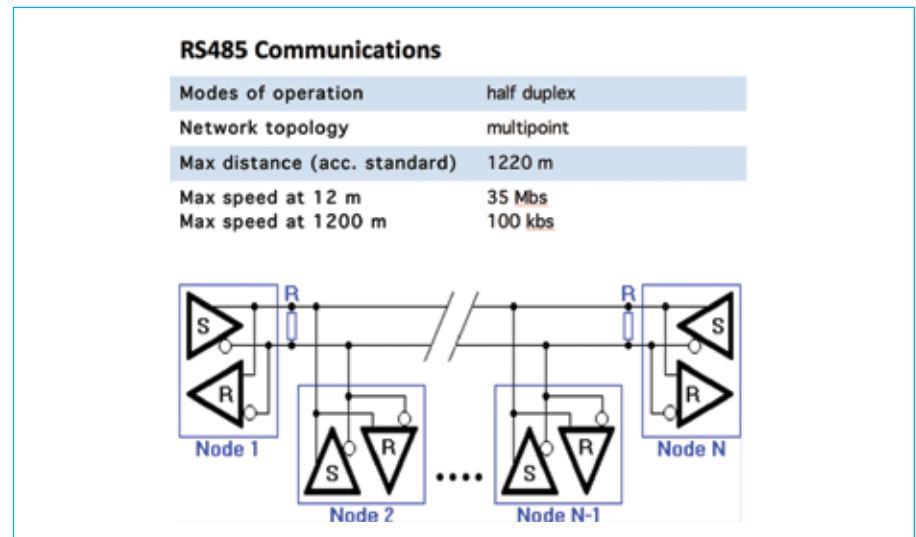 RS485 Communications
Modes of operation half duplex
Network topology multipoint
Max distance (acc. standard) 1220 m
Max speed at 12 m 35 Mbs
Max speed at 1200 m 100 kbs
R R
S S
R R
Node 1 Node N
R R
S S
Node 2 Node N-1